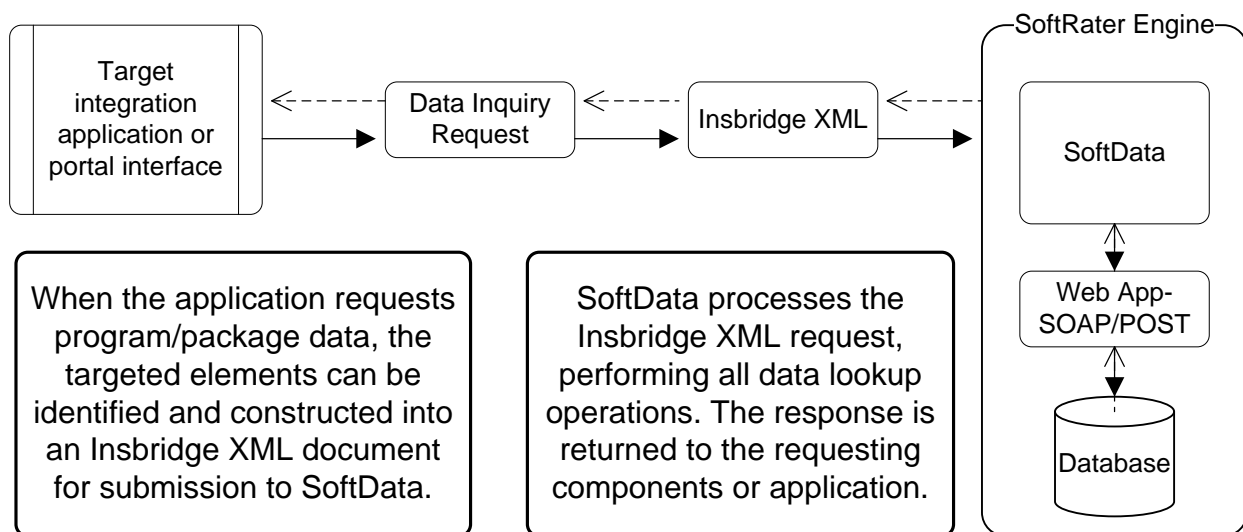 SoftRater Engine
Target
integration
application or
portal interface
Data Inquiry
Request
Insbridge XML
SoftData
Web App-
SOAP/POST
Database
When the application requests
program/package data, the
targeted elements can be
identified and constructed into
an Insbridge XML document
for submission to SoftData.
SoftData processes the
Insbridge XML request,
performing all data lookup
operations. The response is
returned to the requesting
components or application.